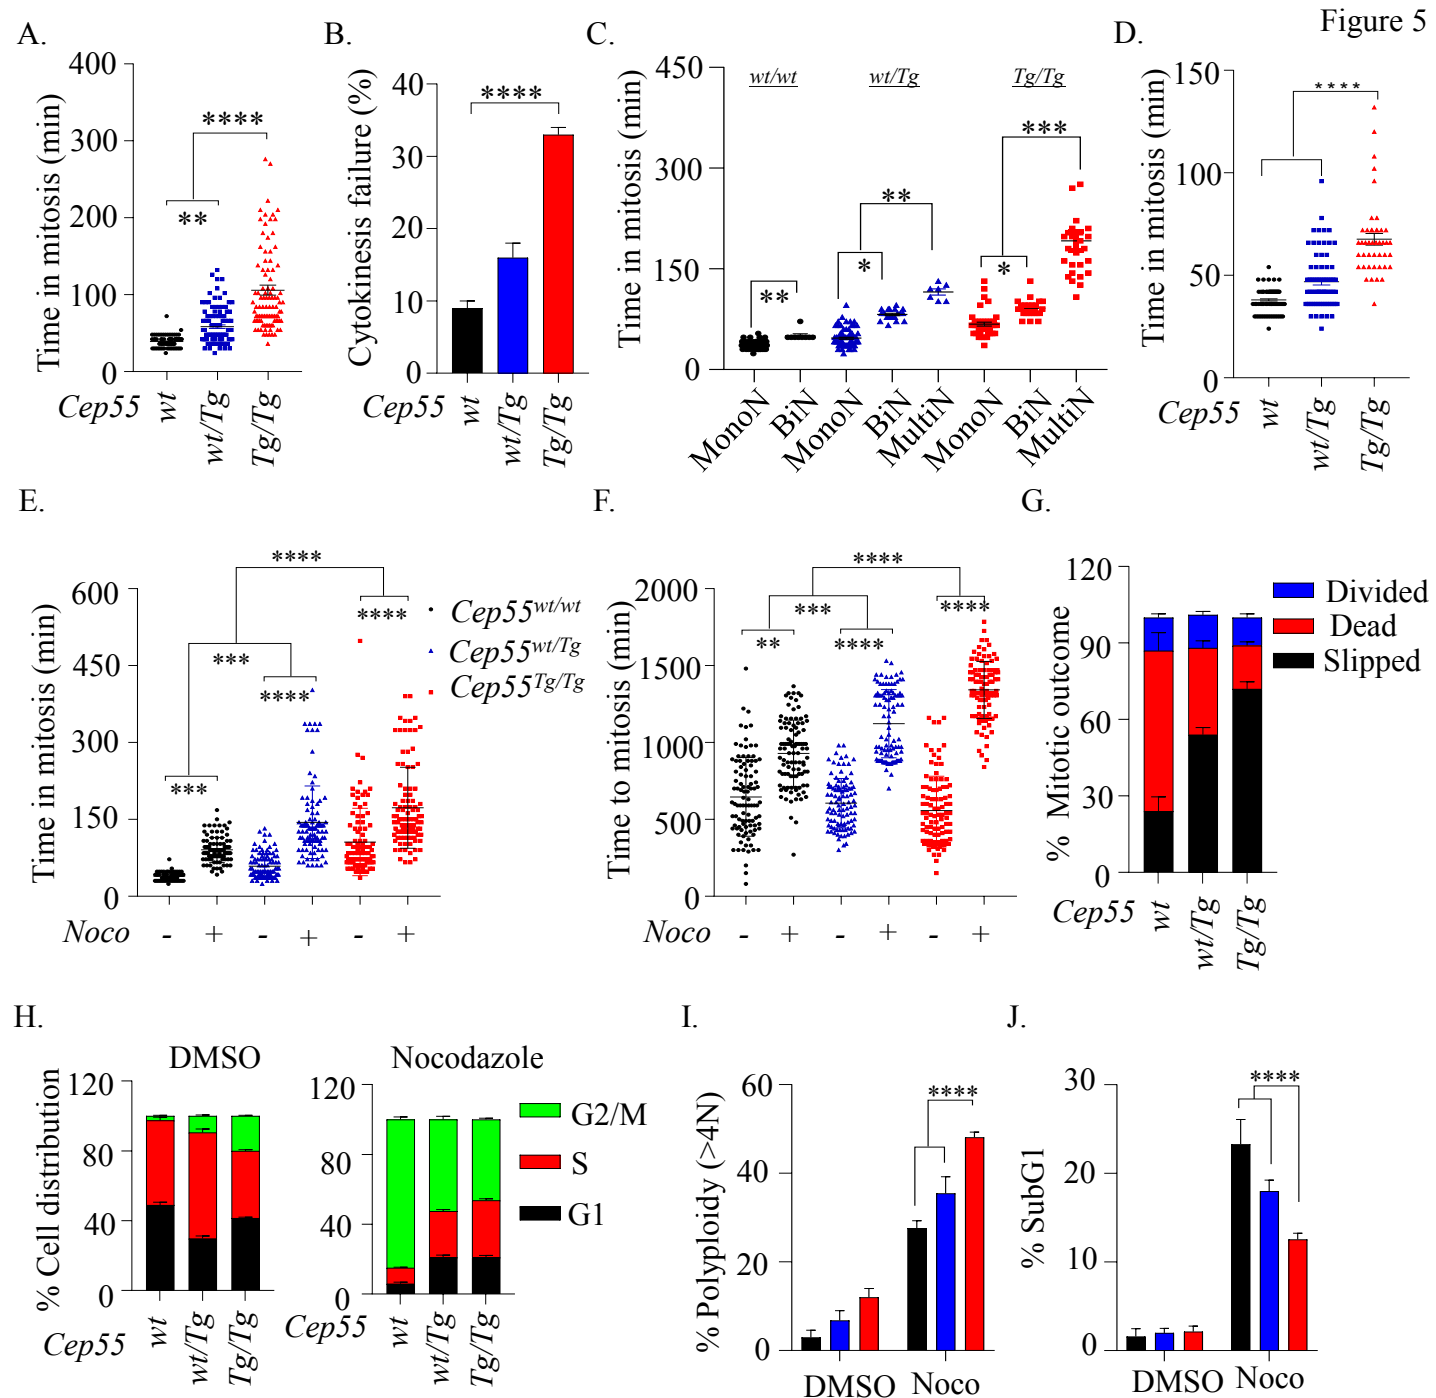 Figure 5
A.
Time in mitosis (min)
400
300
200
100
0
**
****
Cep55
wt
wt/Tg
Tg/Tg
B.
Cytokinesis failure (%)
40
30
20
10
0
****
Cep55
wt
wt/Tg
Tg/Tg
C.
Time in mitosis (min)
450
300
150
0
wt/wt
wt/Tg
Tg/Tg
**
*
**
*
***
MonoN
BiN
MonoN
BiN
MultiN
MonoN
BiN
MultiN
D.
Time in mitosis (min)
150
100
50
0
****
Cep55
wt
wt/Tg
Tg/Tg
E.
Time in mitosis (min)
600
450
300
150
0
****
***
****
***
****
Noco
- + - + - +
Cep55wt/wt
Cep55wt/Tg
Cep55Tg/Tg
F.
Time to mitosis (min)
2000
1500
1000
500
0
****
***
****
**
****
Noco
- + - + - +
G.
% Mitotic outcome
120
90
60
30
0
Divided
Dead
Slipped
Cep55
wt
wt/Tg
Tg/Tg
H.
DMSO
% Cell distribution
120
80
40
0
Cep55
wt
wt/Tg
Tg/Tg
Nocodazole
120
80
40
0
G2/M
S
G1
Cep55
wt
wt/Tg
Tg/Tg
I.
% Polyploidy (>4N)
60
40
20
0
****
DMSO
Noco
J.
% SubG1
30
20
10
0
****
DMSO
Noco